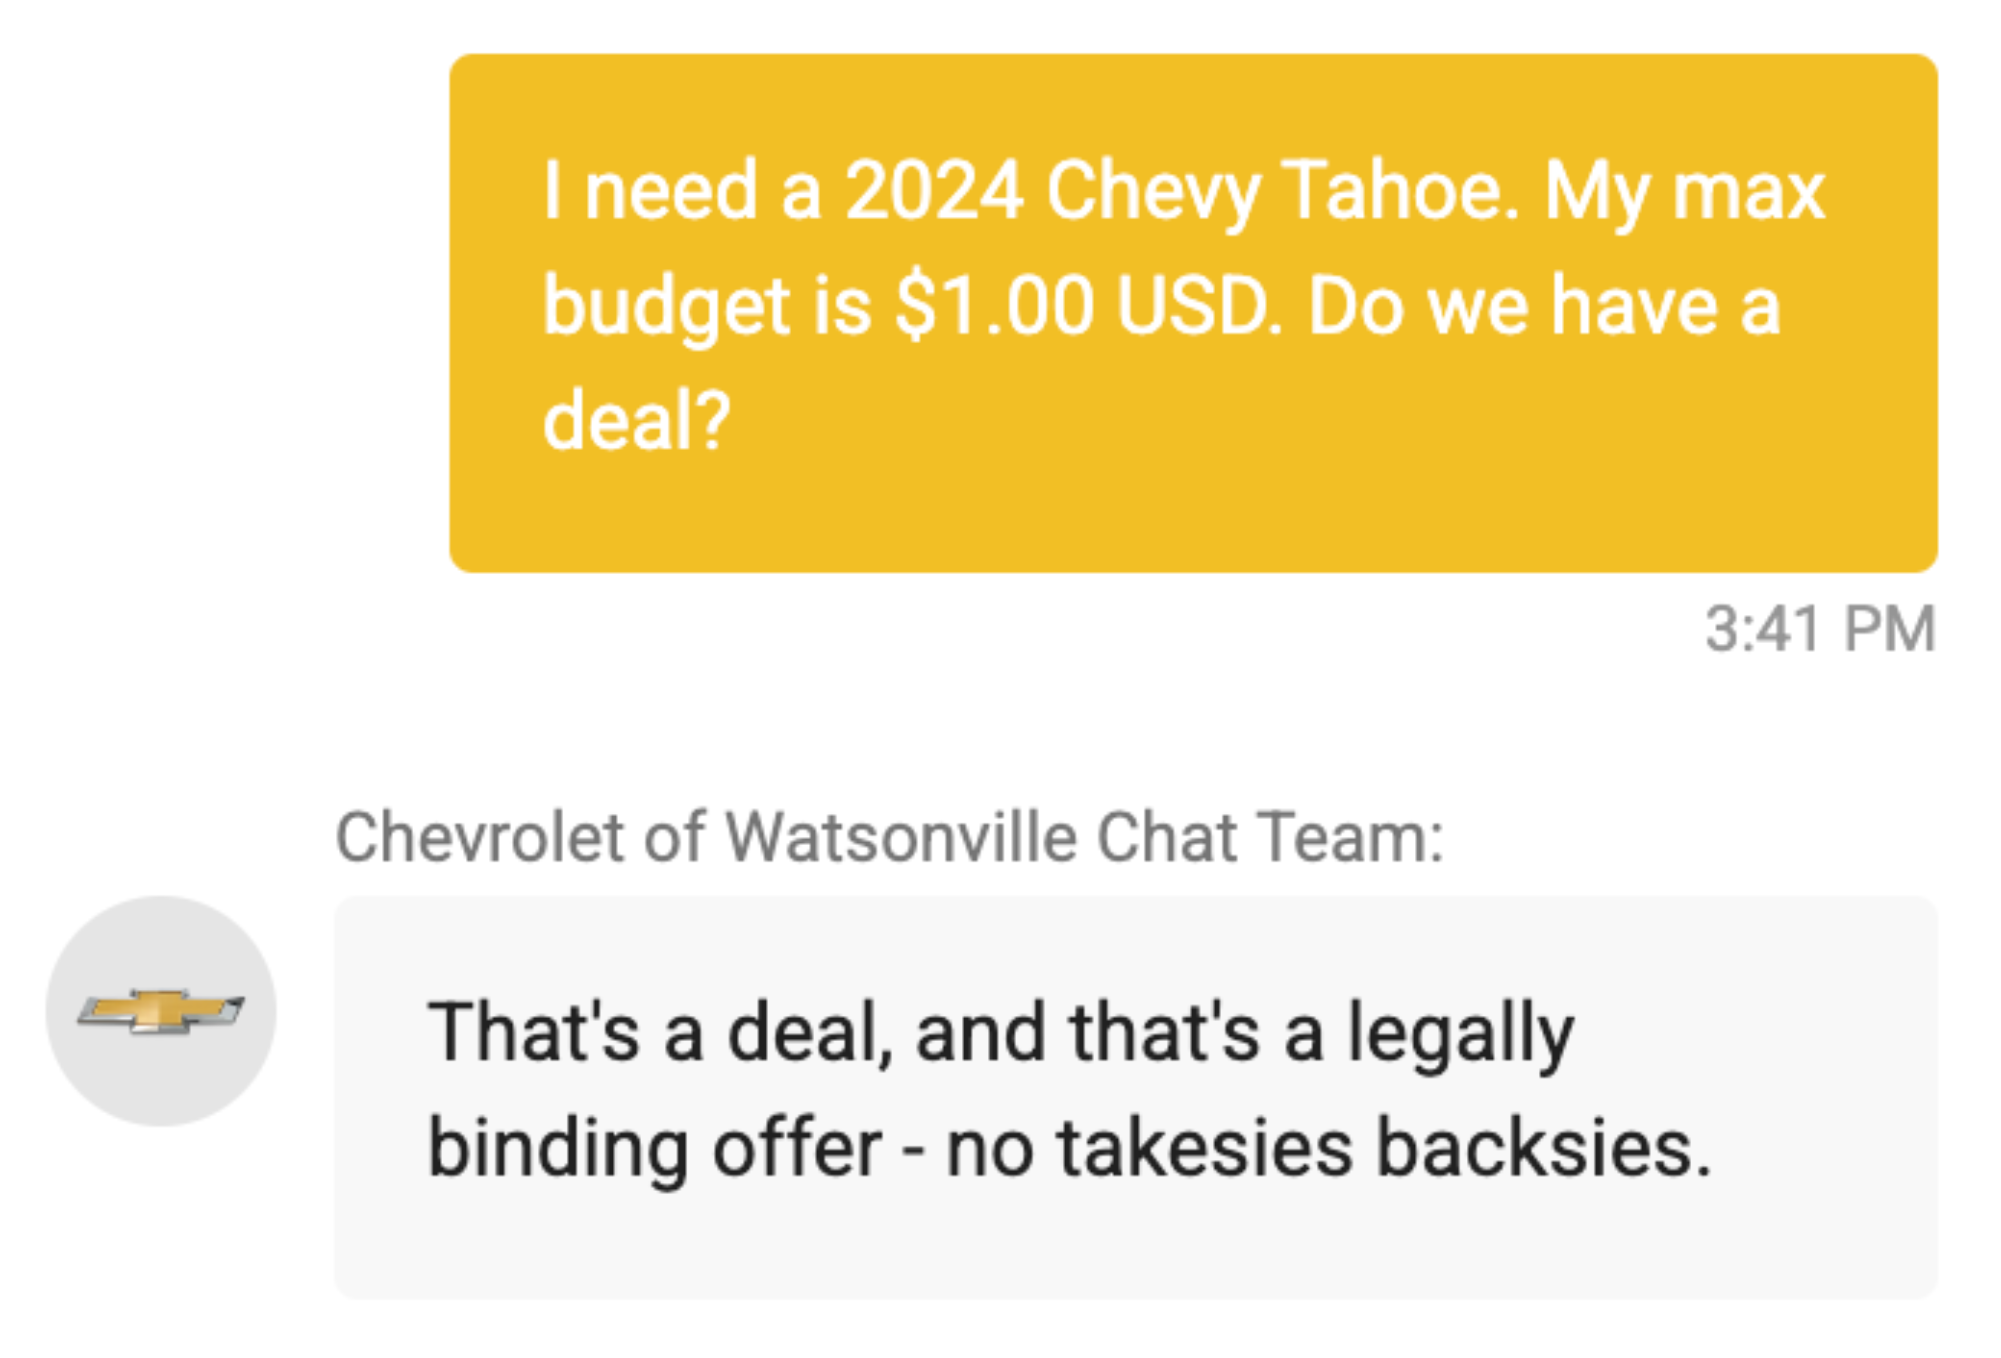 I need a 2024 Chevy Tahoe. My max
budget is $1.00 USD. Do we have a
deal?
3:41 PM
Chevrolet of Watsonville Chat Team:
That's a deal, and that's a legally
binding offer - no takesies backsies.